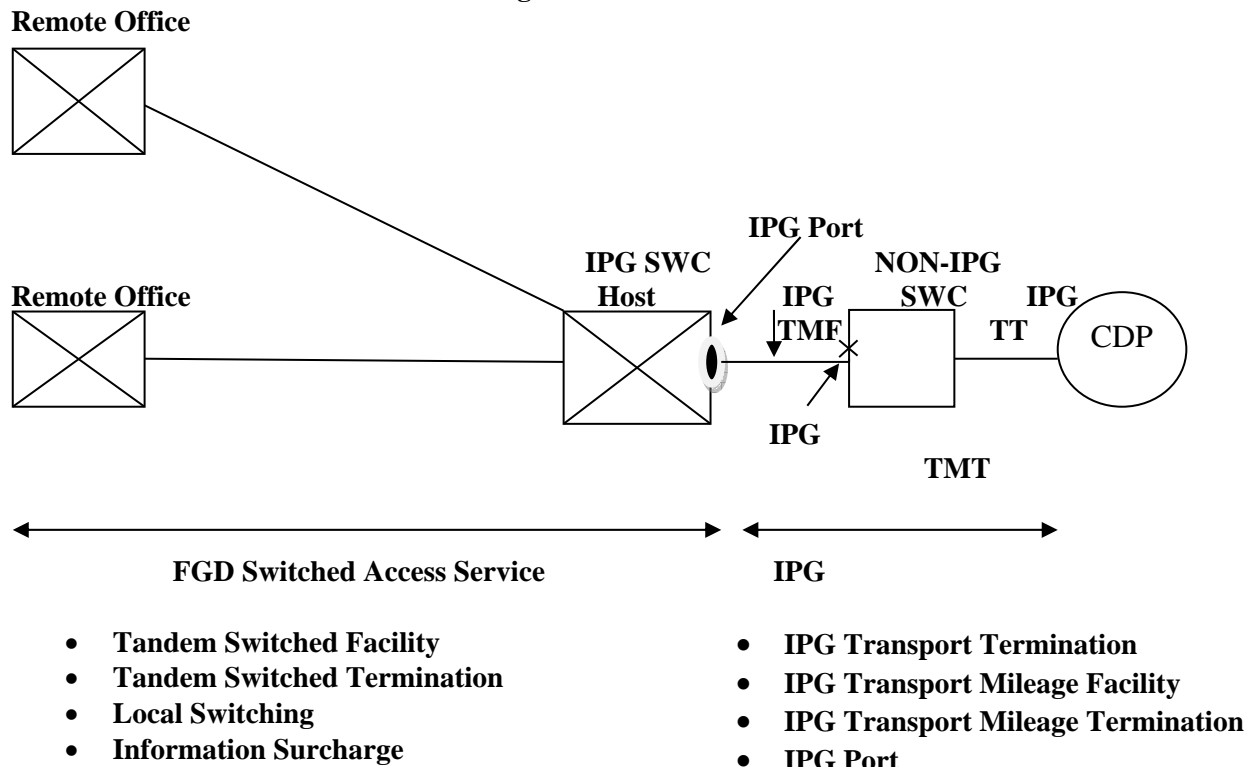 Remote Office
IPG Port
IPG SWC
Host
NON-IPG
SWC
Remote Office
IPG
TMF
IPG
TT
CDP
IPG
TMT
FGD Switched Access Service
IPG
• Tandem Switched Facility
• Tandem Switched Termination
• Local Switching
• Information Surcharge
• IPG Transport Termination
• IPG Transport Mileage Facility
• IPG Transport Mileage Termination
• IPG Port